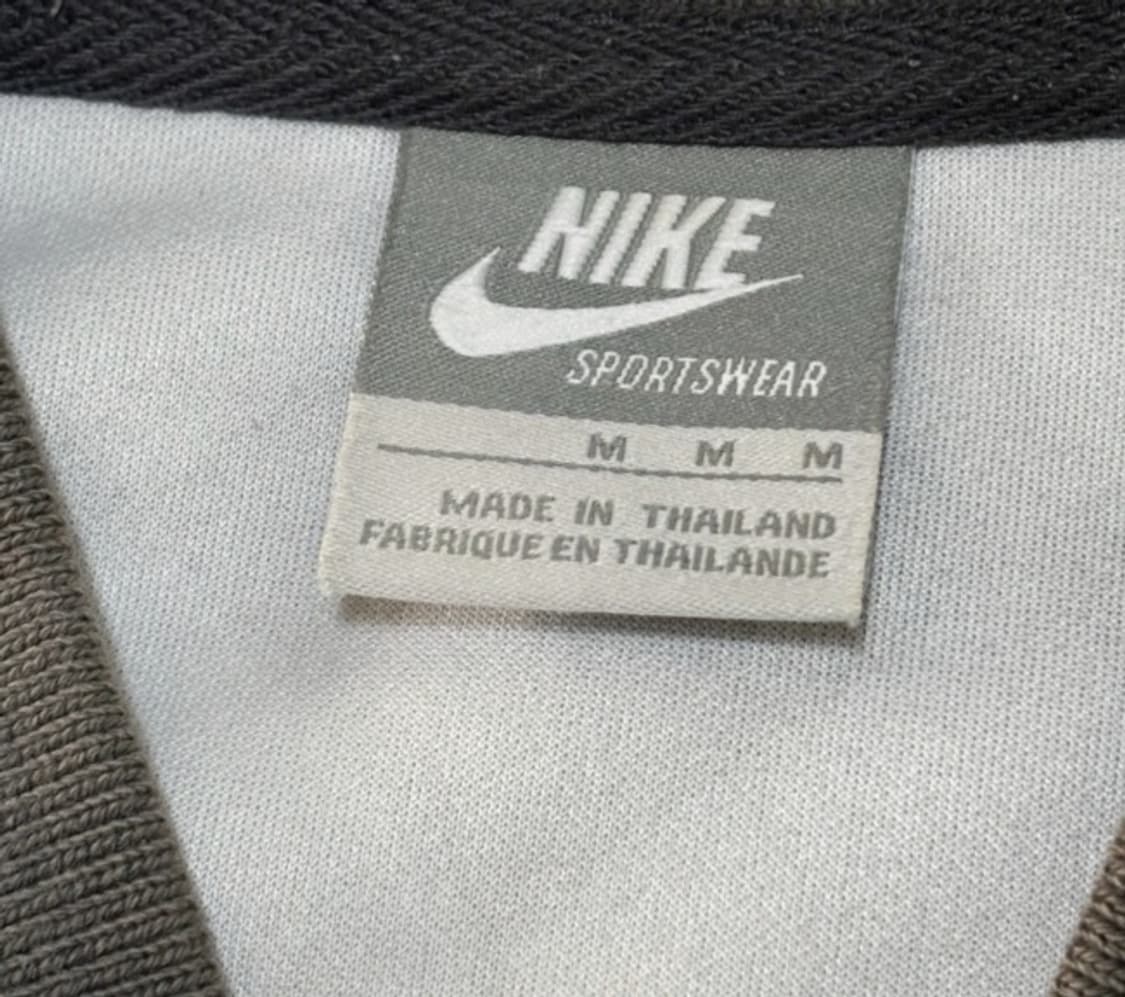 NIKE
SPORTSWEAR
M M M
MADE IN THAILAND
FABRIQUE EN THAILANDE